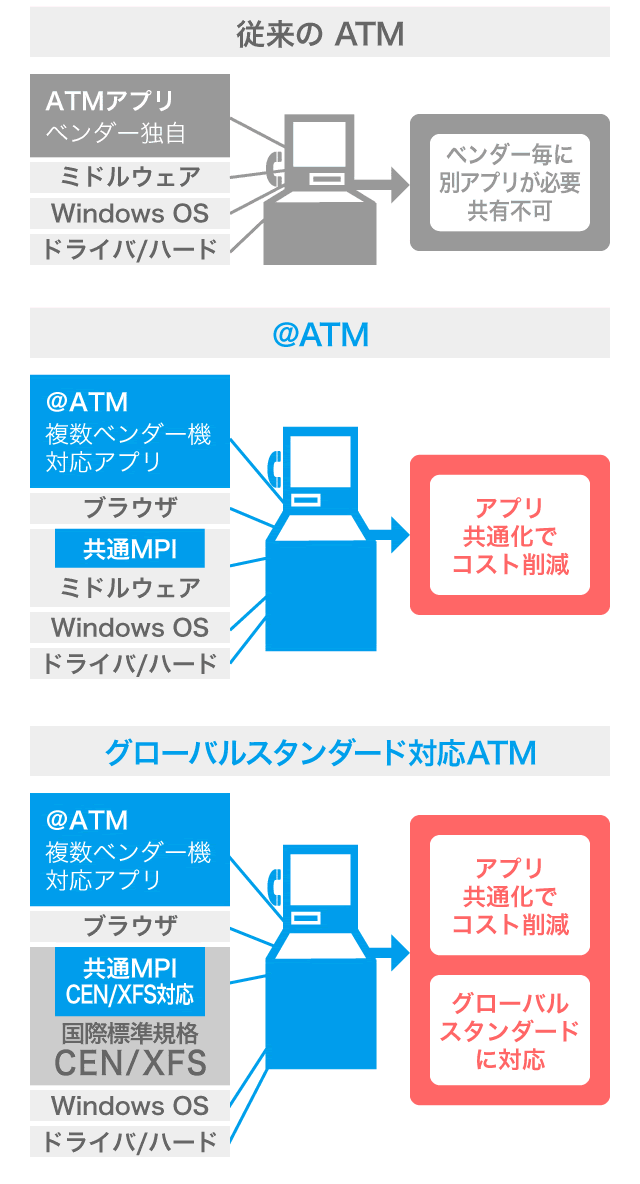 従来の ATM
ATMアプリ
ベンダー独自
ミドルウェア
Windows OS
ドライバ/ハード
ベンダー毎に
別アプリが必要
共有不可
@ATM
@ATM
複数ベンダー機
対応アプリ
ブラウザ
共通MPI
ミドルウェア
Windows OS
ドライバ/ハード
アプリ
共通化で
コスト削減
グローバルスタンダード対応ATM
@ATM
複数ベンダー機
対応アプリ
ブラウザ
共通MPI
CEN/XFS対応
国際標準規格
CEN/XFS
Windows OS
ドライバ/ハード
アプリ
共通化で
コスト削減
グローバル
スタンダード
に対応